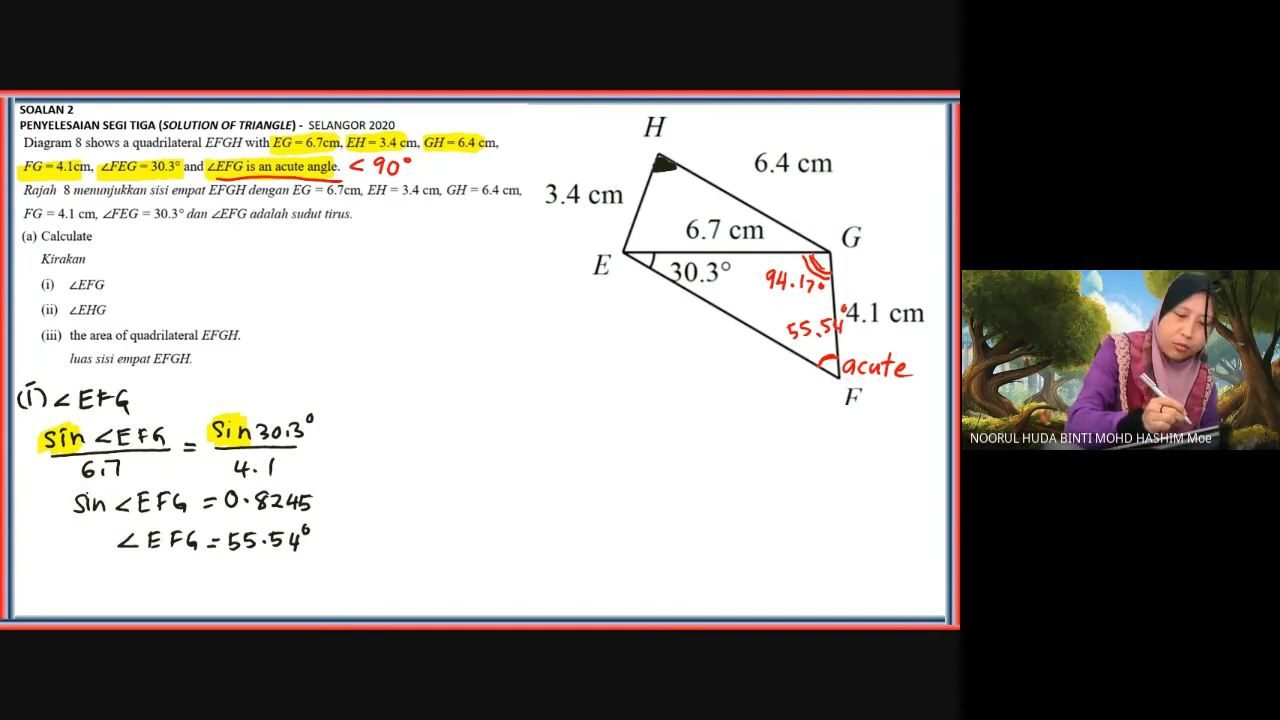 SOALAN 2
PENYELESAIAN SEGI TIGA (SOLUTION OF TRIANGLE) - SELANGOR 2020
Diagram 8 shows a quadrilateral EFGH with EG = 6.7cm, EH = 3.4 cm, GH = 6.4 cm,
FG = 4.1cm, ∠FEG = 30.3° and ∠EFG is an acute angle. < 90°
Rajah 8 menunjukkan sisi empat EFGH dengan EG = 6.7cm, EH = 3.4 cm, GH = 6.4 cm,
FG = 4.1 cm, ∠FEG = 30.3° dan ∠EFG adalah sudut tirus.
(a) Calculate
Kirakan
(i) ∠EFG
(ii) ∠EHG
(iii) the area of quadrilateral EFGH.
luas sisi empat EFGH.
(i) ∠EFG
sin ∠EFG / 6.7 = sin 30.3° / 4.1
sin ∠EFG = 0.8245
∠EFG = 55.54°
H
6.4 cm
3.4 cm
6.7 cm
G
E
30.3°
94.17°
4.1 cm
55.54°
acute
F
NOORUL HUDA BINTI MOHD HASHIM Moe